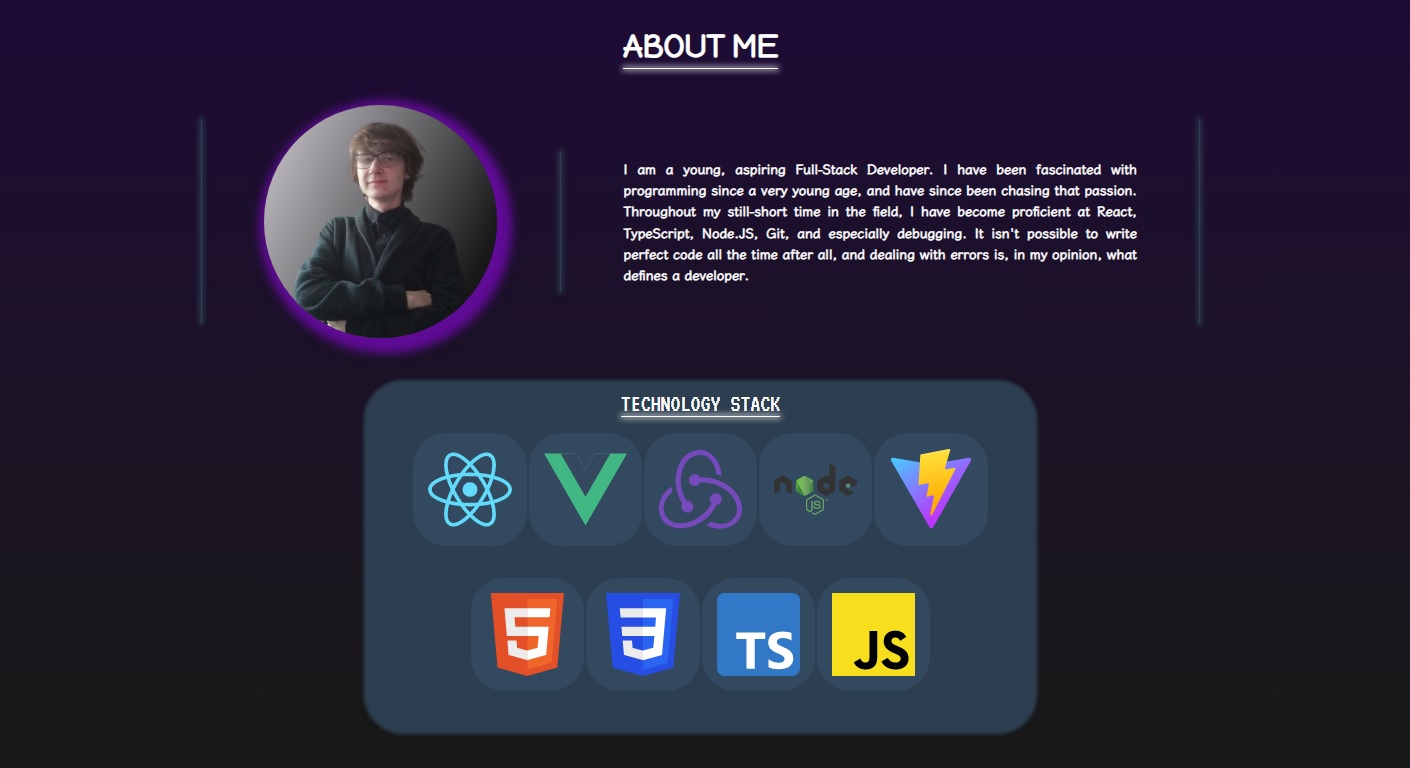 ABOUT ME
I am a young, aspiring Full-Stack Developer. I have been fascinated with
programming since a very young age, and have since been chasing that passion.
Throughout my still-short time in the field, I have become proficient at React,
TypeScript, Node.JS, Git, and especially debugging. It isn't possible to write
perfect code all the time after all, and dealing with errors is, in my opinion, what
defines a developer.
TECHNOLOGY STACK
node
JS
5
3
TS
JS